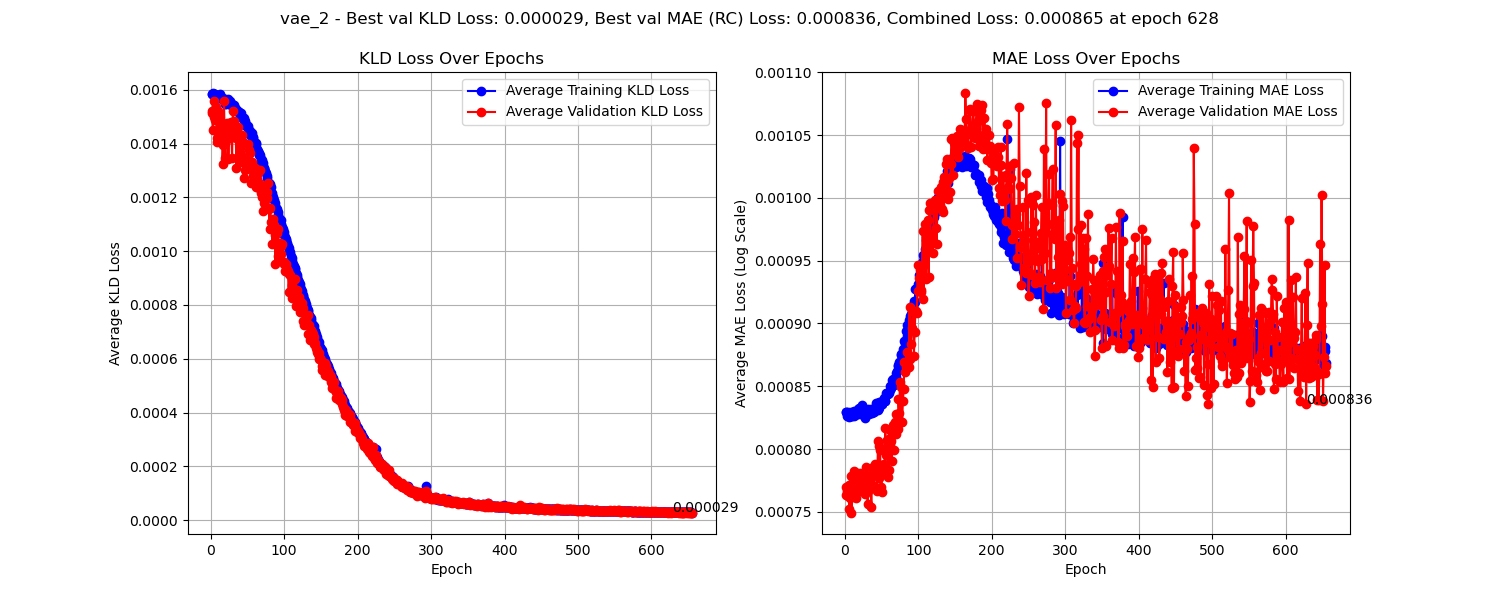 vae_2 - Best val KLD Loss: 0.000029, Best val MAE (RC) Loss: 0.000836, Combined Loss: 0.000865 at epoch 628
KLD Loss Over Epochs
Average Training KLD Loss
Average Validation KLD Loss
0.0016
0.0014
0.0012
0.0010
0.0008
0.0006
0.0004
0.0002
0.0000
Average KLD Loss
0.000029
0 100 200 300 400 500 600
Epoch
MAE Loss Over Epochs
Average Training MAE Loss
Average Validation MAE Loss
0.00110
0.00105
0.00100
0.00095
0.00090
0.00085
0.00080
0.00075
Average MAE Loss (Log Scale)
0.000836
0 100 200 300 400 500 600
Epoch